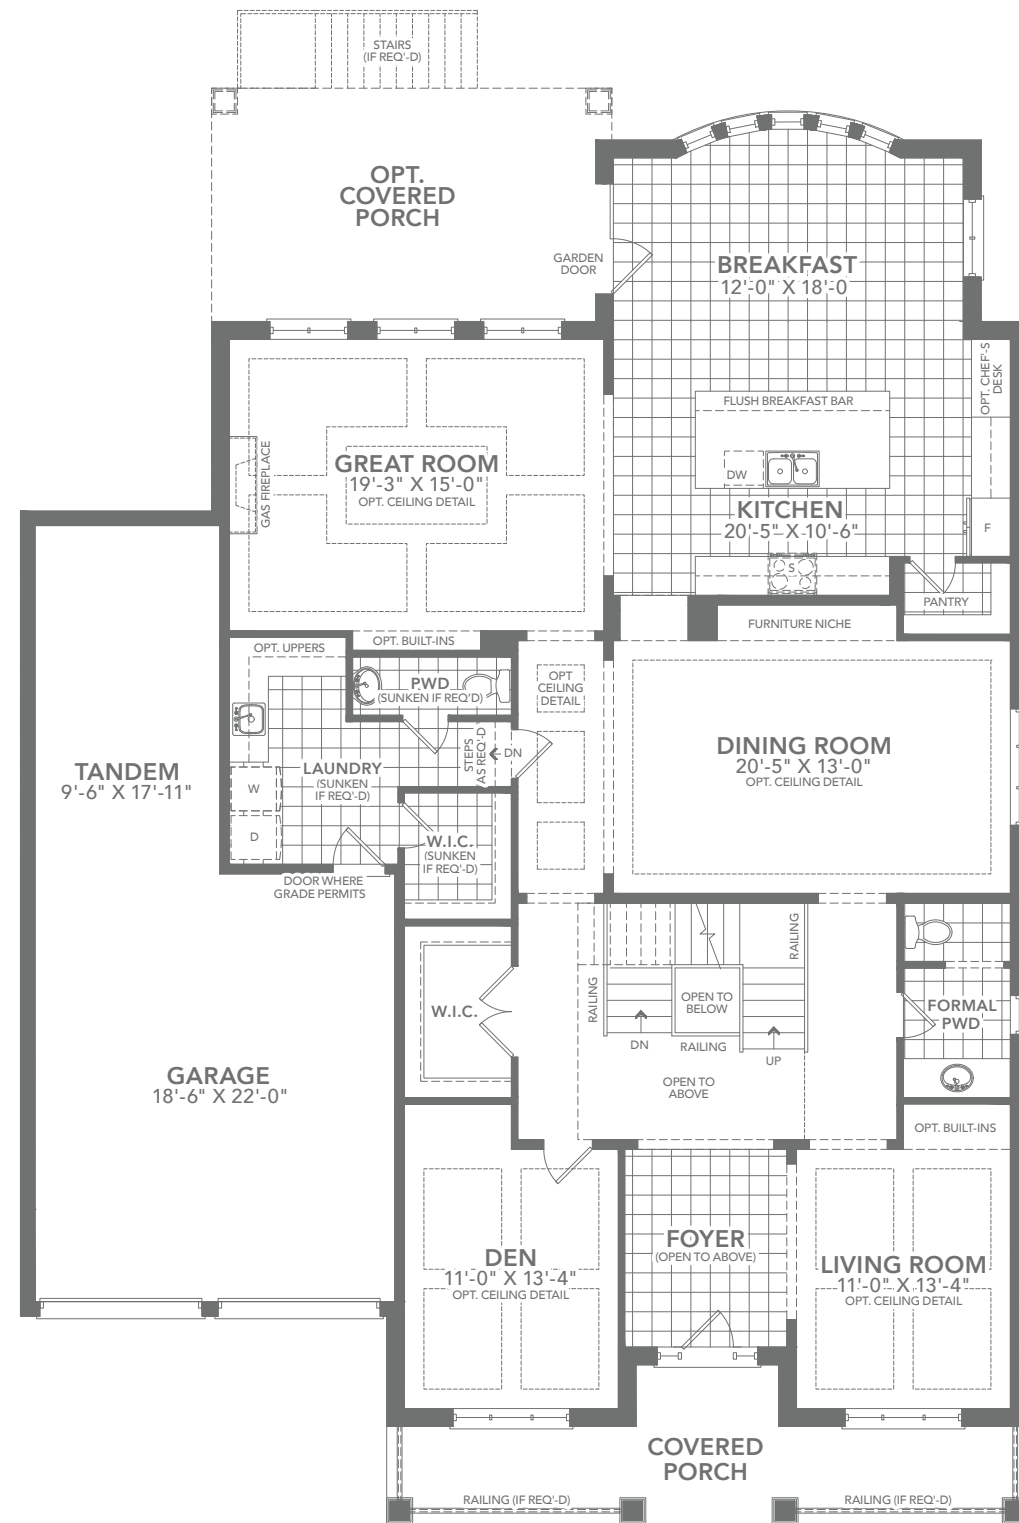 STAIRS
(IF REQ'-D)
OPT.
COVERED
PORCH
GARDEN
DOOR
BREAKFAST
12'-0" X 18'-0
OPT. CHEF'-S
DESK
FLUSH BREAKFAST BAR
DW
GAS FIREPLACE
GREAT ROOM
19'-3" X 15'-0"
OPT. CEILING DETAIL
KITCHEN
20'-5" X 10'-6"
F
S
PANTRY
FURNITURE NICHE
OPT. BUILT-INS
OPT. UPPERS
PWD
(SUNKEN IF REQ'D)
OPT
CEILING
DETAIL
STEPS
AS REQ'-D
DN
DINING ROOM
20'-5" X 13'-0"
OPT. CEILING DETAIL
TANDEM
9'-6" X 17'-11"
LAUNDRY
(SUNKEN
IF REQ'-D)
W
D
W.I.C.
(SUNKEN
IF REQ'-D)
DOOR WHERE
GRADE PERMITS
RAILING
RAILING
W.I.C.
OPEN TO
BELOW
DN
RAILING
UP
FORMAL
PWD
OPEN TO
ABOVE
GARAGE
18'-6" X 22'-0"
OPT. BUILT-INS
FOYER
(OPEN TO ABOVE)
DEN
11'-0" X 13'-4"
OPT. CEILING DETAIL
LIVING ROOM
11'-0" X 13'-4"
OPT. CEILING DETAIL
COVERED
PORCH
RAILING (IF REQ'-D)
RAILING (IF REQ'-D)